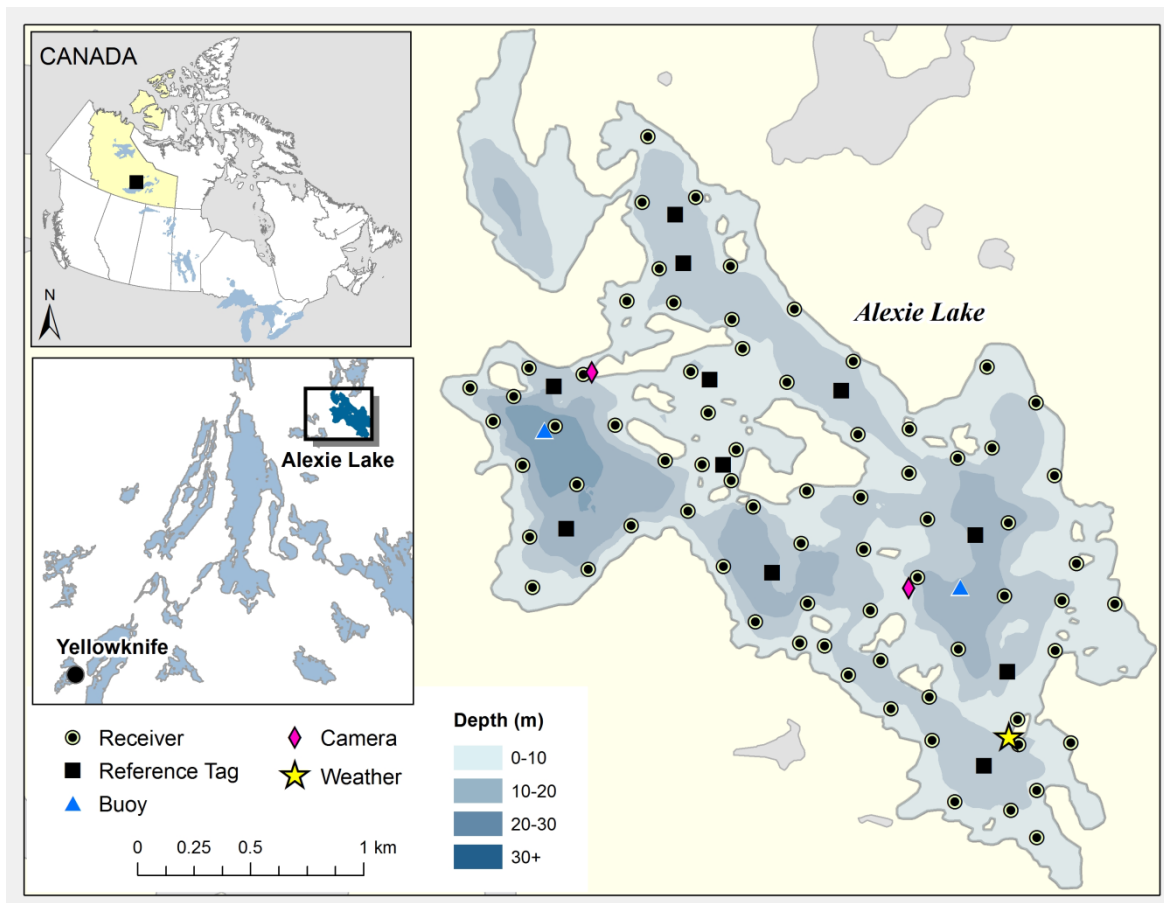 CANADA
N
Alexie Lake
Alexie Lake
Yellowknife
Receiver
Reference Tag
Buoy
Camera
Weather
0 0.25 0.5 1 km
Depth (m)
0-10
10-20
20-30
30+